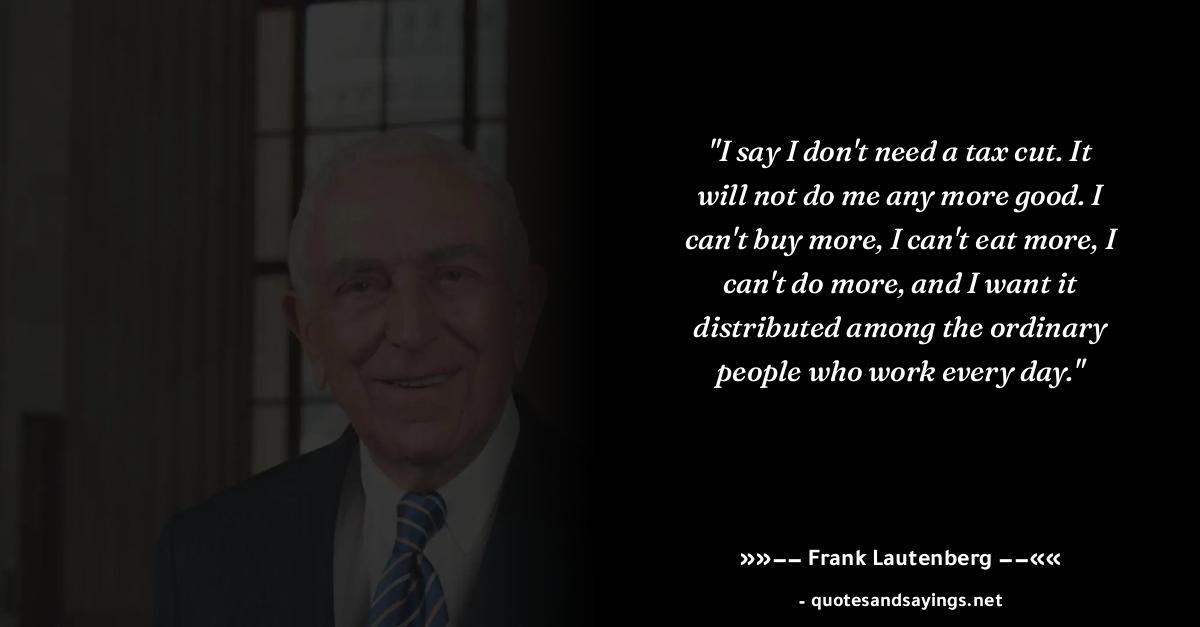 "I say I don't need a tax cut. It
will not do me any more good. I
can't buy more, I can't eat more, I
can't do more, and I want it
distributed among the ordinary
people who work every day."
»»−− Frank Lautenberg −−««
- quotesandsayings.net